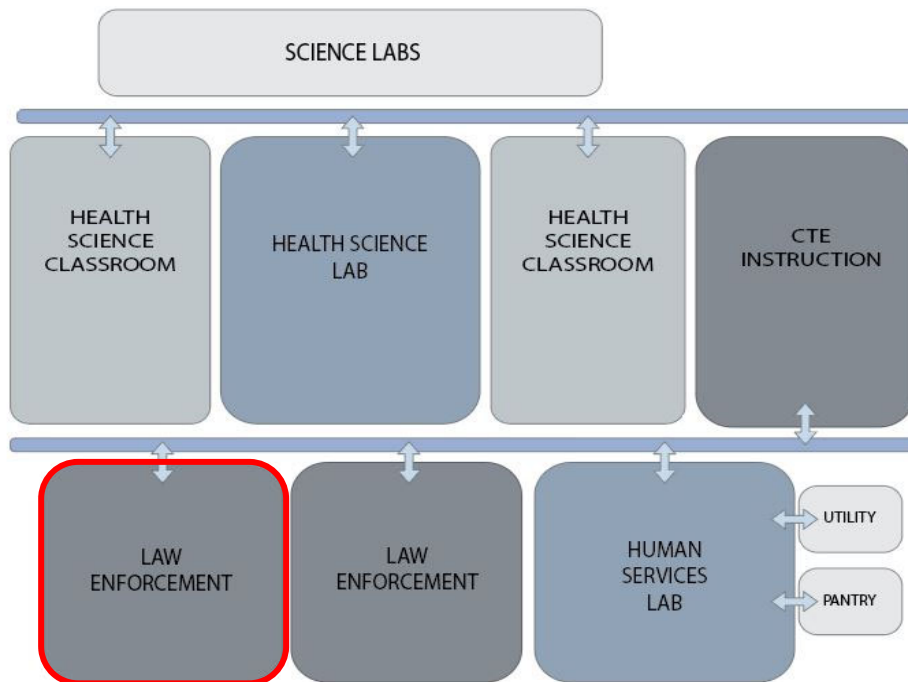 SCIENCE LABS
HEALTH
SCIENCE
CLASSROOM
HEALTH SCIENCE
LAB
HEALTH
SCIENCE
CLASSROOM
CTE
INSTRUCTION
LAW
ENFORCEMENT
LAW
ENFORCEMENT
HUMAN
SERVICES
LAB
UTILITY
PANTRY